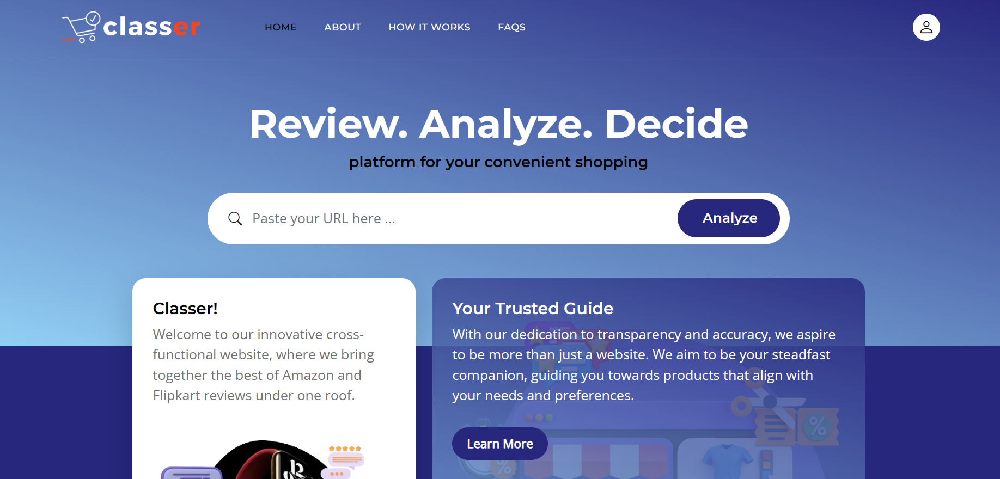 classer
HOME
ABOUT
HOW IT WORKS
FAQS
Review. Analyze. Decide
platform for your convenient shopping
Paste your URL here ...
Analyze
Classer!
Welcome to our innovative cross-
functional website, where we bring
together the best of Amazon and
Flipkart reviews under one roof.
Your Trusted Guide
With our dedication to transparency and accuracy, we aspire
to be more than just a website. We aim to be your steadfast
companion, guiding you towards products that align with
your needs and preferences.
Learn More
%
%